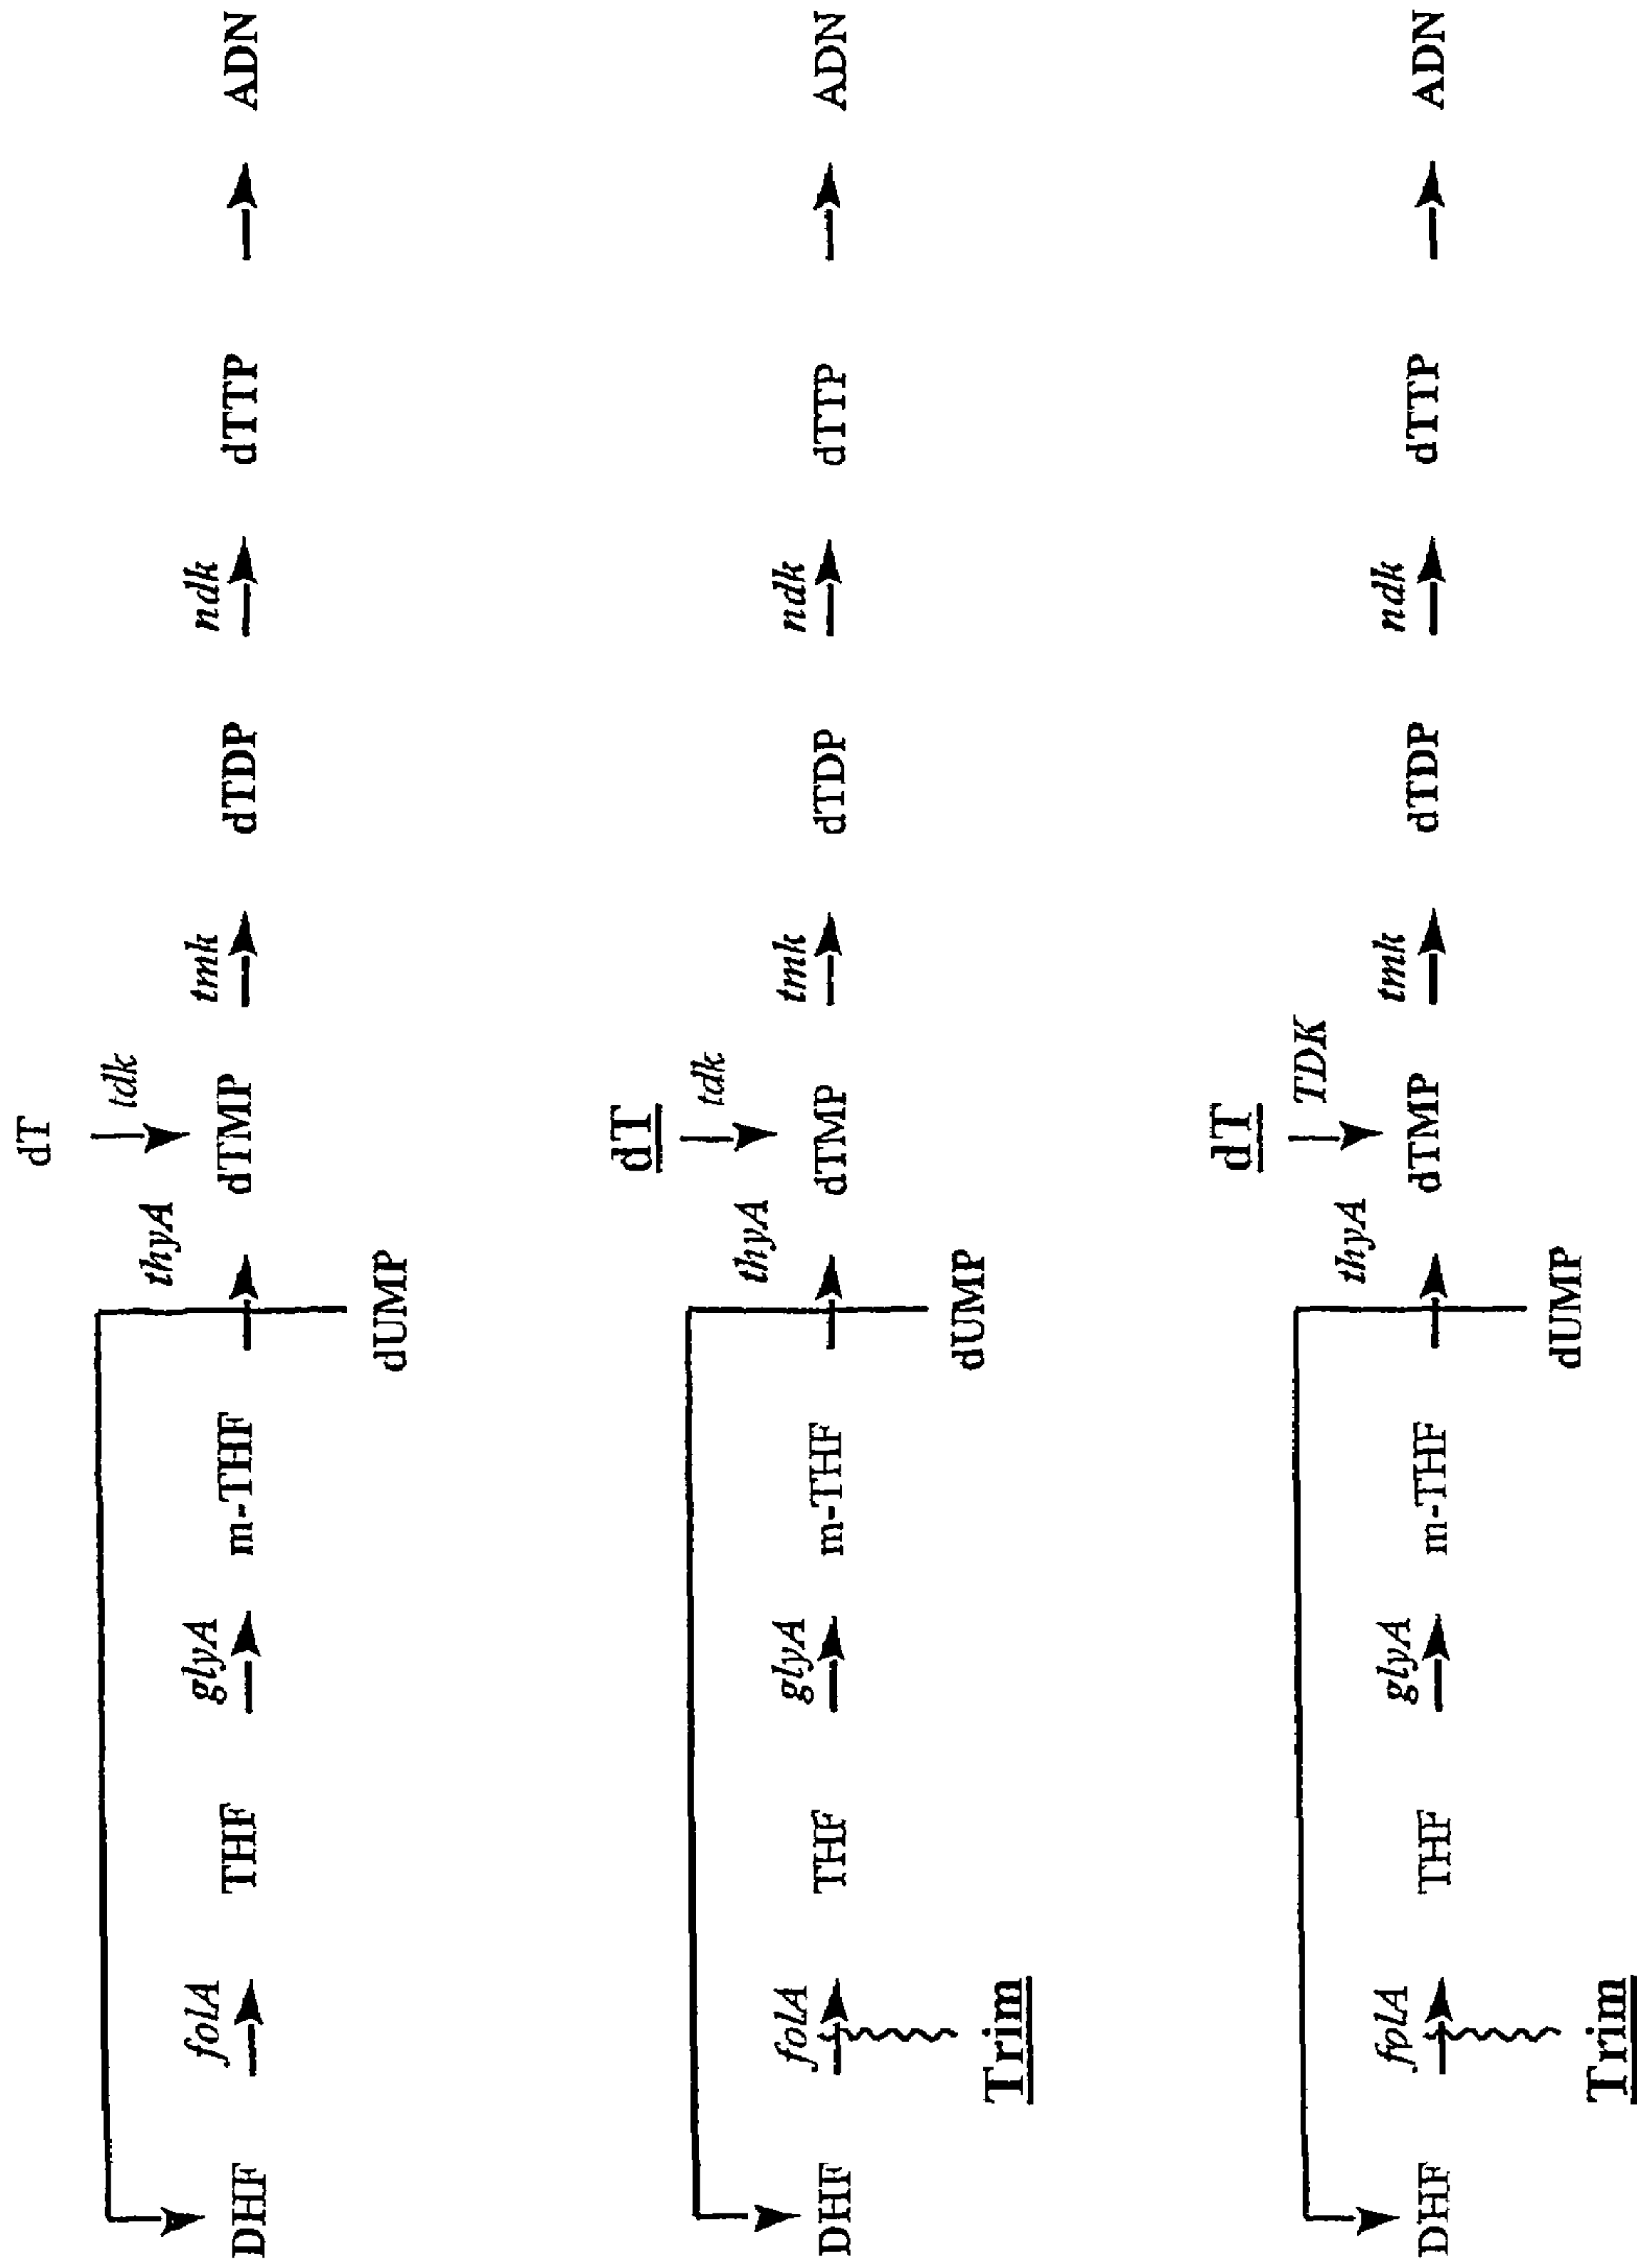 dT
thyA tdk
folA glyA tmk ndk
DHF THF m-THF dTMP dTDP dTTP ADN
dUMP
dT
thyA tdk
folA glyA tmk ndk
DHF THF m-THF dTMP dTDP dTTP ADN
dUMP
Trim
dT
thyA TDK
folA glyA tmk ndk
DHF THF m-THF dTMP dTDP dTTP ADN
dUMP
Trim